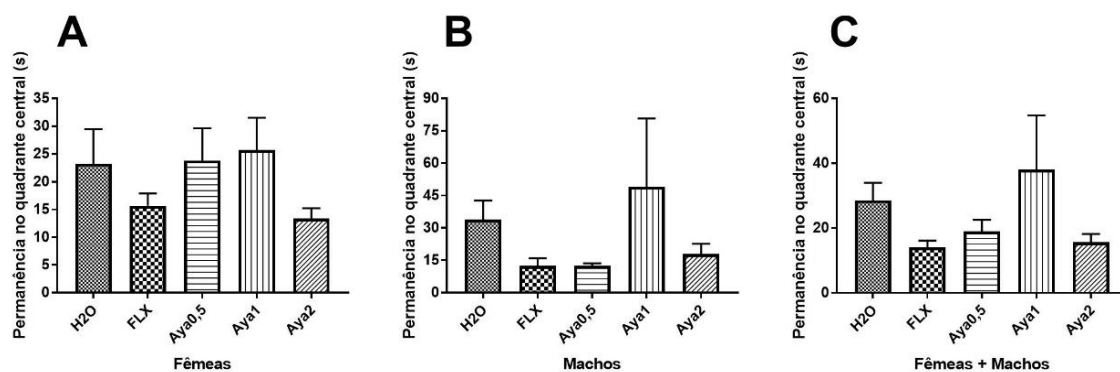 A
Permanência no quadrante central (s)
35
30
25
20
15
10
5
0
H2O
FLX
Aya0,5
Aya1
Aya2
Fêmeas
B
Permanência no quadrante central (s)
90
75
60
45
30
15
0
H2O
FLX
Aya0,5
Aya1
Aya2
Machos
C
Permanência no quadrante central (s)
60
40
20
0
H2O
FLX
Aya0,5
Aya1
Aya2
Fêmeas + Machos